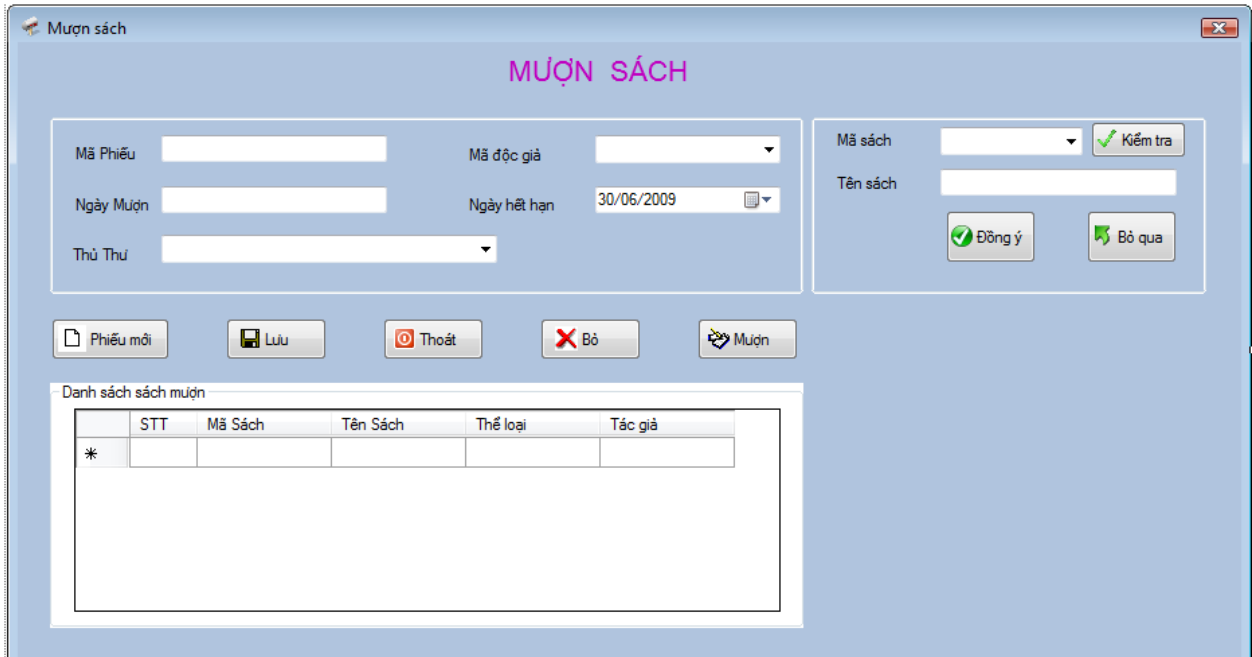 Mượn sách
MƯỢN SÁCH
Mã Phiếu
Mã độc giả
Ngày Mượn
Ngày hết hạn
30/06/2009
Thủ Thư
Mã sách
Kiểm tra
Tên sách
Đồng ý
Bỏ qua
Phiếu mới
Lưu
Thoát
Bỏ
Mượn
Danh sách sách mượn
STT
Mã Sách
Tên Sách
Thể loại
Tác giả